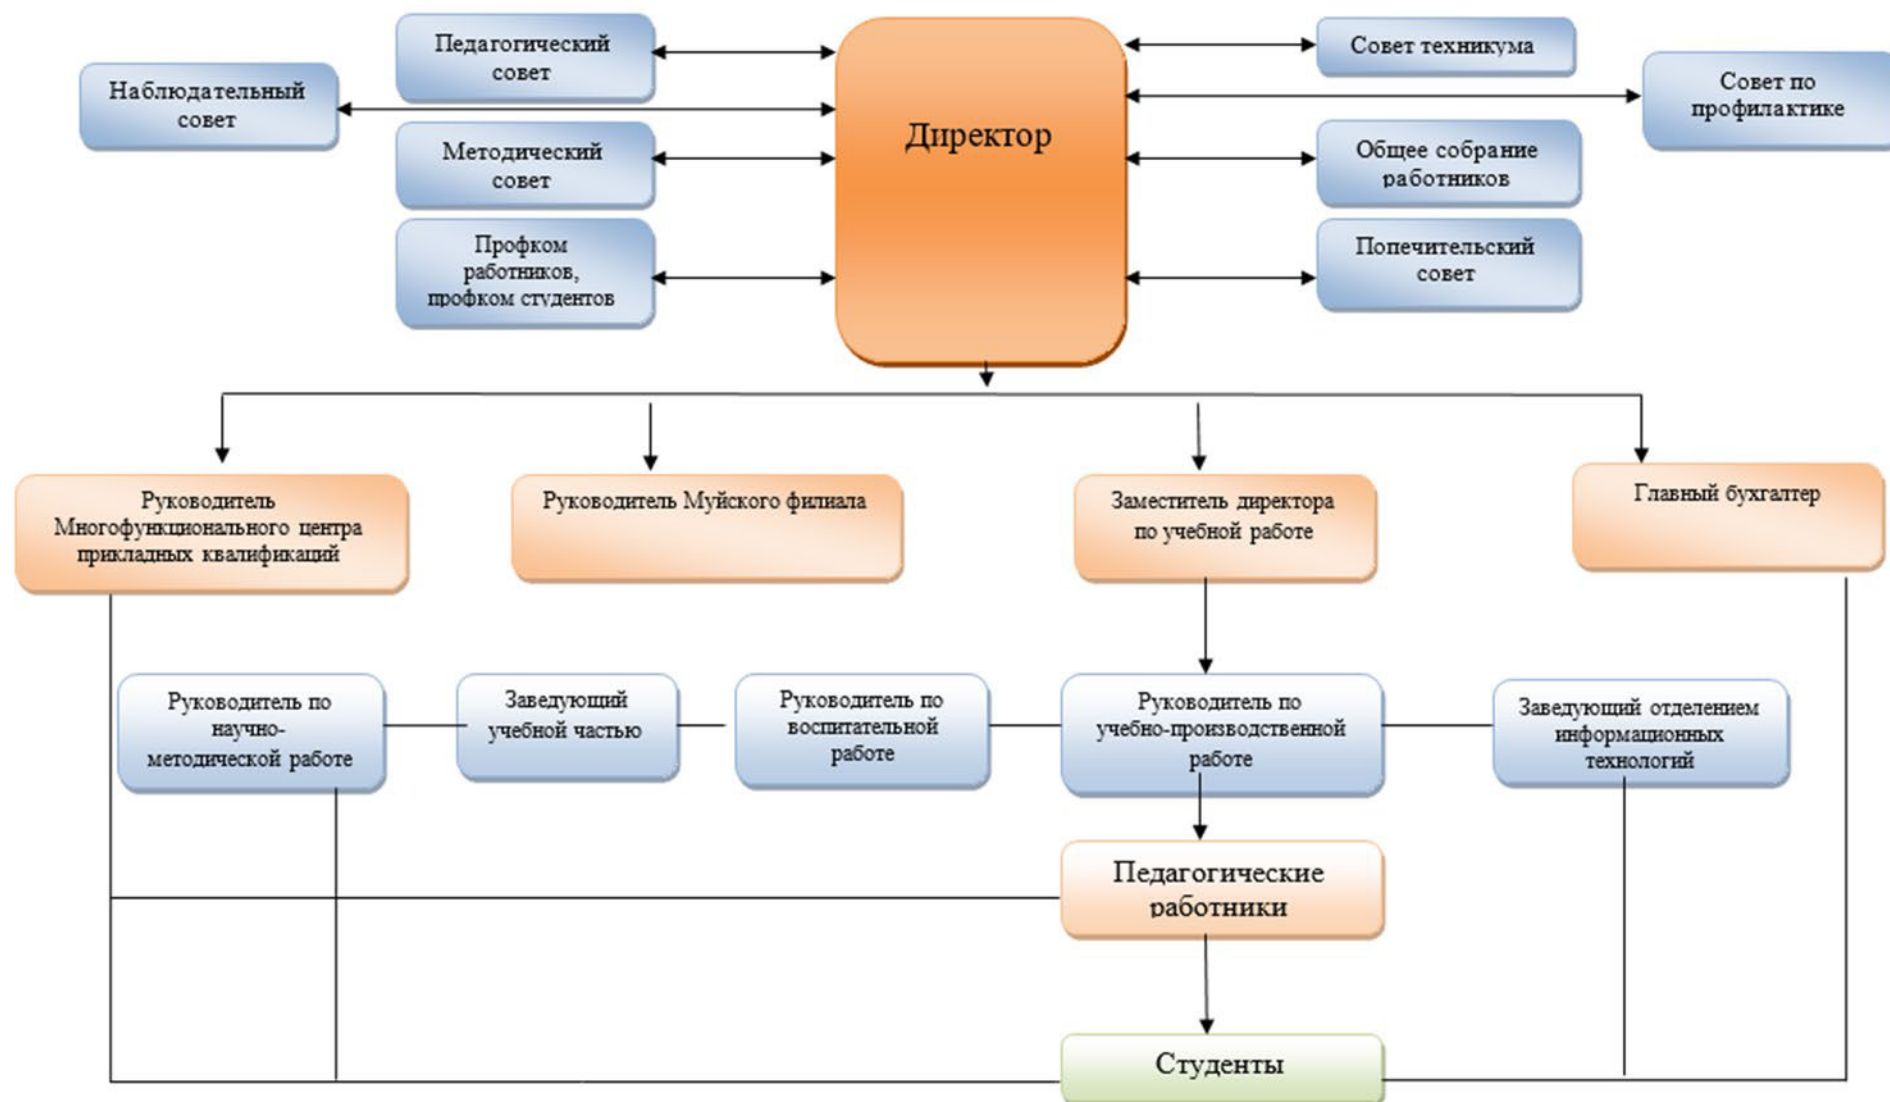 Педагогический
совет
Совет техникума
Наблюдательный
совет
Совет по
профилактике
Директор
Методический
совет
Общее собрание
работников
Профком
работников,
профком студентов
Попечительский
совет
Руководитель
Многофункционального центра
прикладных квалификаций
Руководитель Муйского филиала
Заместитель директора
по учебной работе
Главный бухгалтер
Руководитель по
научно-
методической работе
Заведующий
учебной частью
Руководитель по
воспитательной
работе
Руководитель по
учебно-производственной
работе
Заведующий отделением
информационных
технологий
Педагогические
работники
Студенты